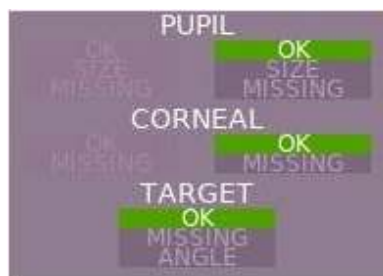 PUPIL
OK OK
SIZE SIZE
MISSING MISSING
CORNEAL
OK OK
MISSING MISSING
TARGET
OK
MISSING
ANGLE